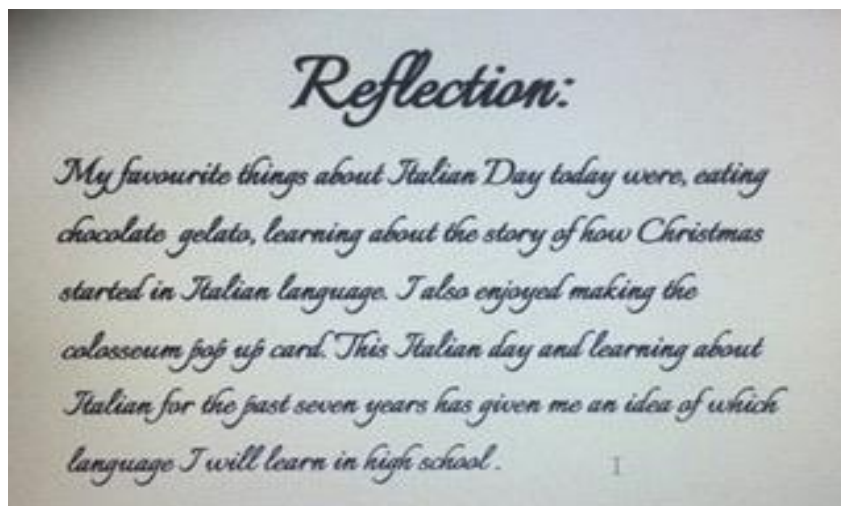 Reflection:
My favourite things about Italian Day today were, eating
chocolate gelato, learning about the story of how Christmas
started in Italian language. I also enjoyed making the
colosseum pop up card. This Italian day and learning about
Italian for the past seven years has given me an idea of which
language I will learn in high school .